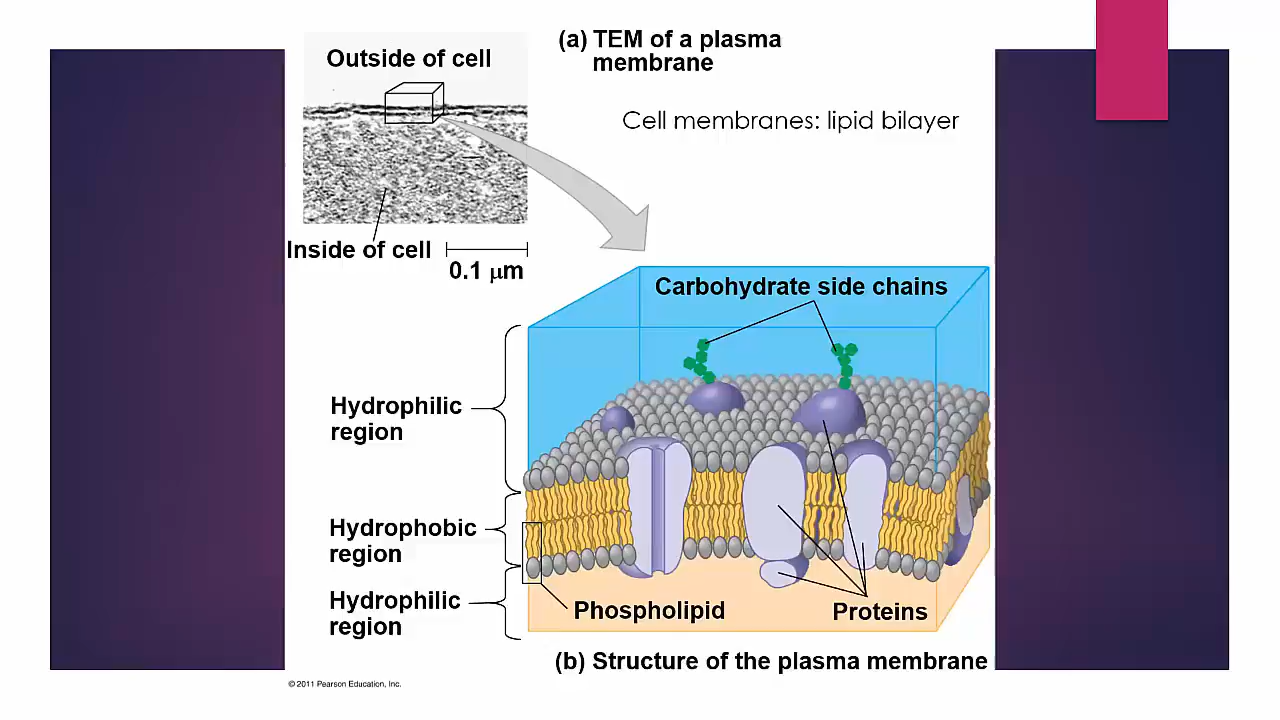 (a) TEM of a plasma
membrane
Outside of cell
Cell membranes: lipid bilayer
Inside of cell
0.1 μm
Carbohydrate side chains
Hydrophilic
region
Hydrophobic
region
Hydrophilic
region
Phospholipid
Proteins
(b) Structure of the plasma membrane
© 2011 Pearson Education, Inc.